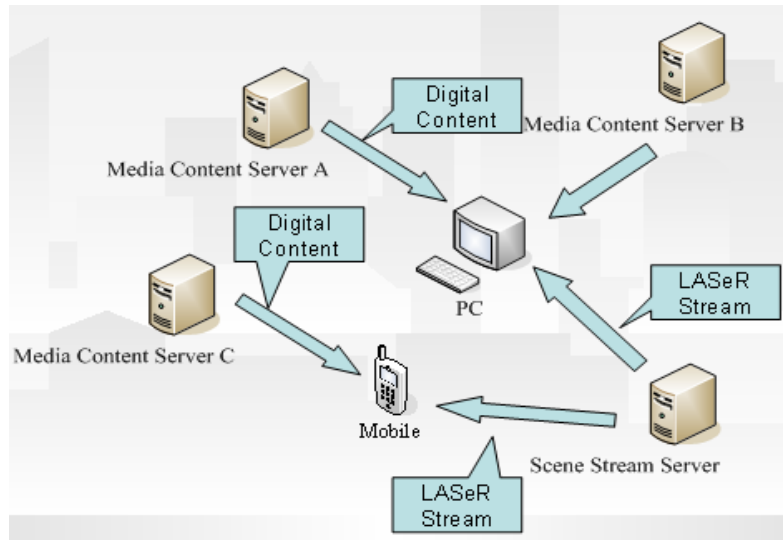 Digital
Content
Media Content Server B
Media Content Server A
Digital
Content
LASeR
Stream
PC
Media Content Server C
Mobile
Scene Stream Server
LASeR
Stream